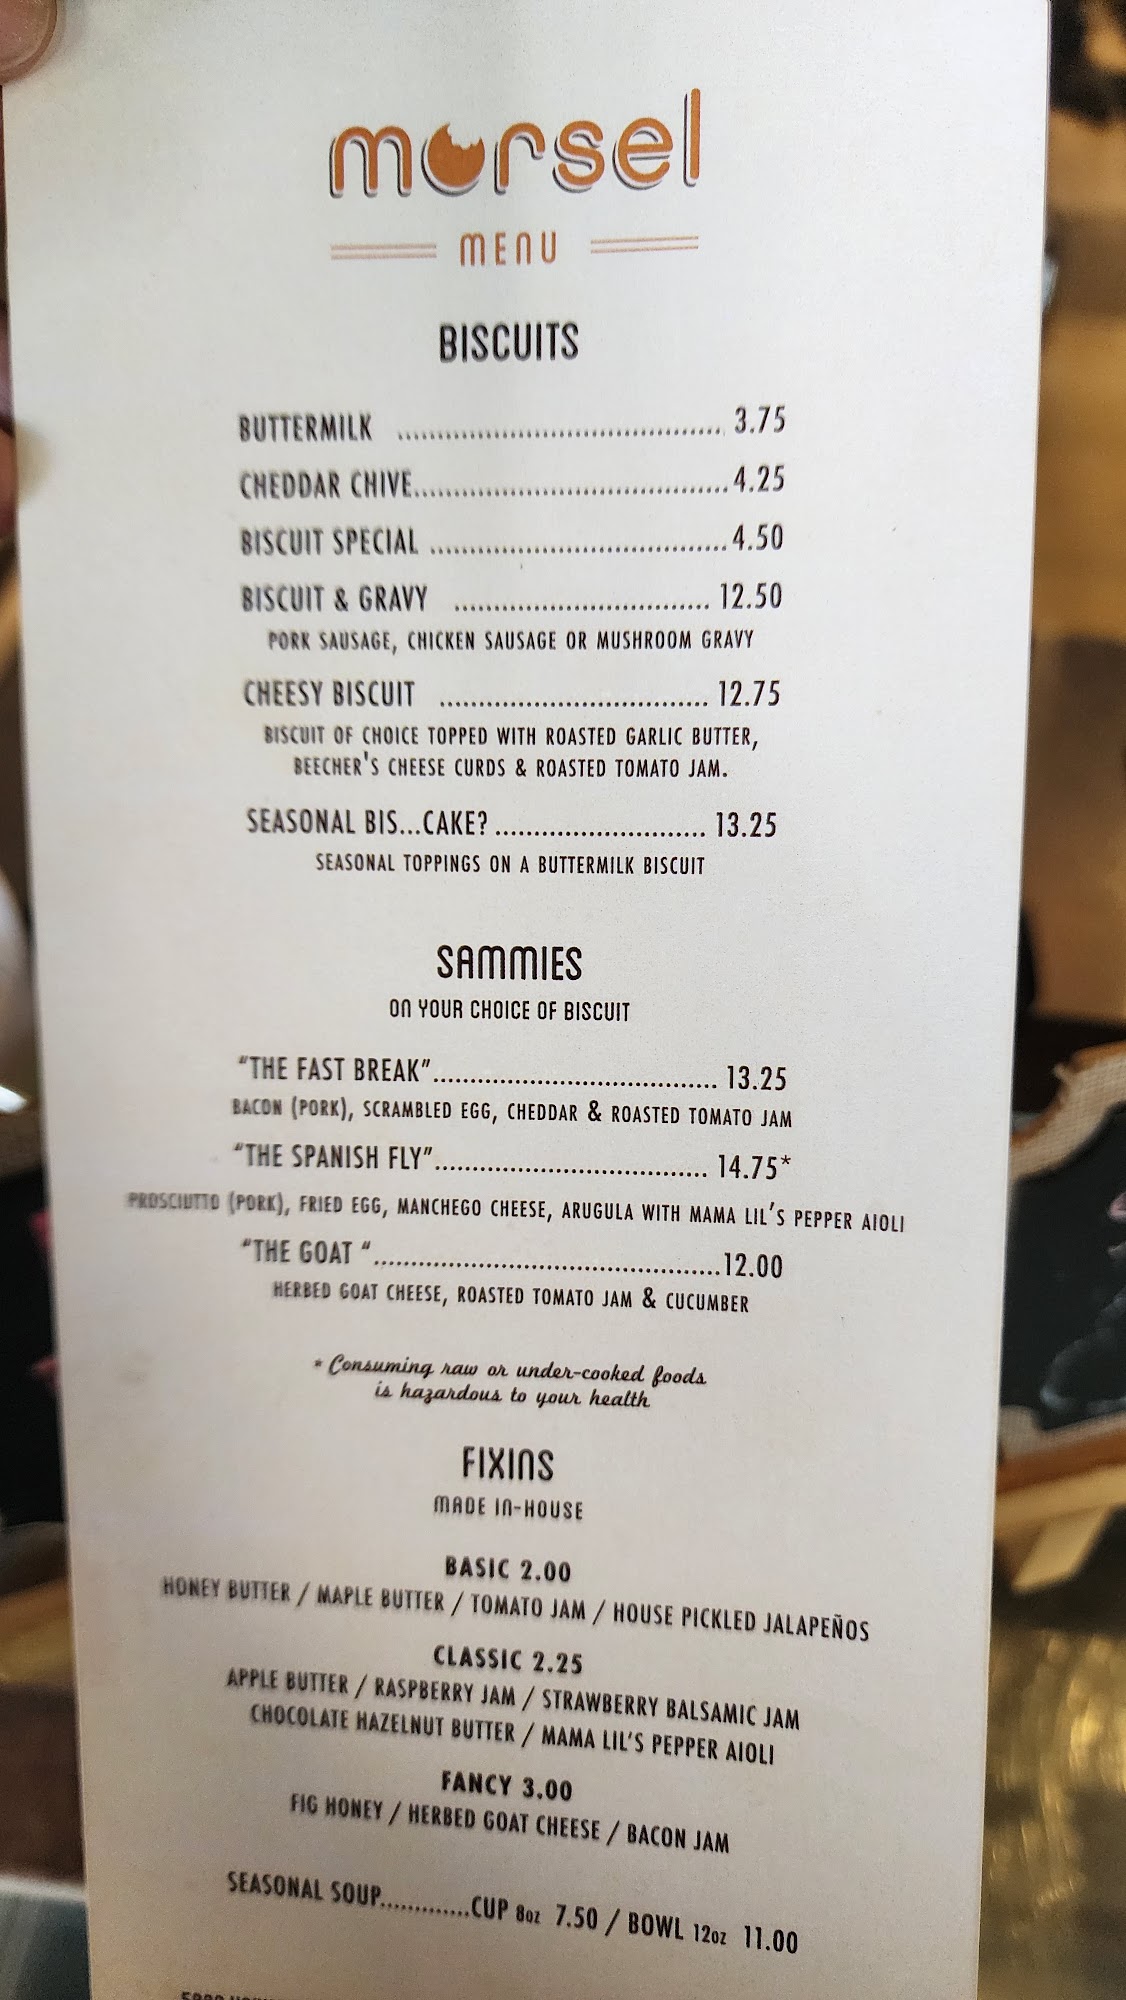 morsel
MENU
BISCUITS
BUTTERMILK ........................................ 3.75
CHEDDAR CHIVE....................................... 4.25
BISCUIT SPECIAL ..................................... 4.50
BISCUIT & GRAVY ................................ 12.50
PORK SAUSAGE, CHICKEN SAUSAGE OR MUSHROOM GRAVY
CHEESY BISCUIT ................................. 12.75
BISCUIT OF CHOICE TOPPED WITH ROASTED GARLIC BUTTER,
BEECHER'S CHEESE CURDS & ROASTED TOMATO JAM.
SEASONAL BIS...CAKE? .......................... 13.25
SEASONAL TOPPINGS ON A BUTTERMILK BISCUIT
SAMMIES
ON YOUR CHOICE OF BISCUIT
"THE FAST BREAK"...................................... 13.25
BACON (PORK), SCRAMBLED EGG, CHEDDAR & ROASTED TOMATO JAM
"THE SPANISH FLY".................................... 14.75*
PROSCIUTTO (PORK), FRIED EGG, MANCHEGO CHEESE, ARUGULA WITH MAMA LIL'S PEPPER AIOLI
"THE GOAT "..............................................12.00
HERBED GOAT CHEESE, ROASTED TOMATO JAM & CUCUMBER
* Consuming raw or under-cooked foods
is hazardous to your health
FIXINS
MADE IN-HOUSE
BASIC 2.00
HONEY BUTTER / MAPLE BUTTER / TOMATO JAM / HOUSE PICKLED JALAPEÑOS
CLASSIC 2.25
APPLE BUTTER / RASPBERRY JAM / STRAWBERRY BALSAMIC JAM
CHOCOLATE HAZELNUT BUTTER / MAMA LIL'S PEPPER AIOLI
FANCY 3.00
FIG HONEY / HERBED GOAT CHEESE / BACON JAM
SEASONAL SOUP.............CUP 8oz 7.50 / BOWL 12oz 11.00